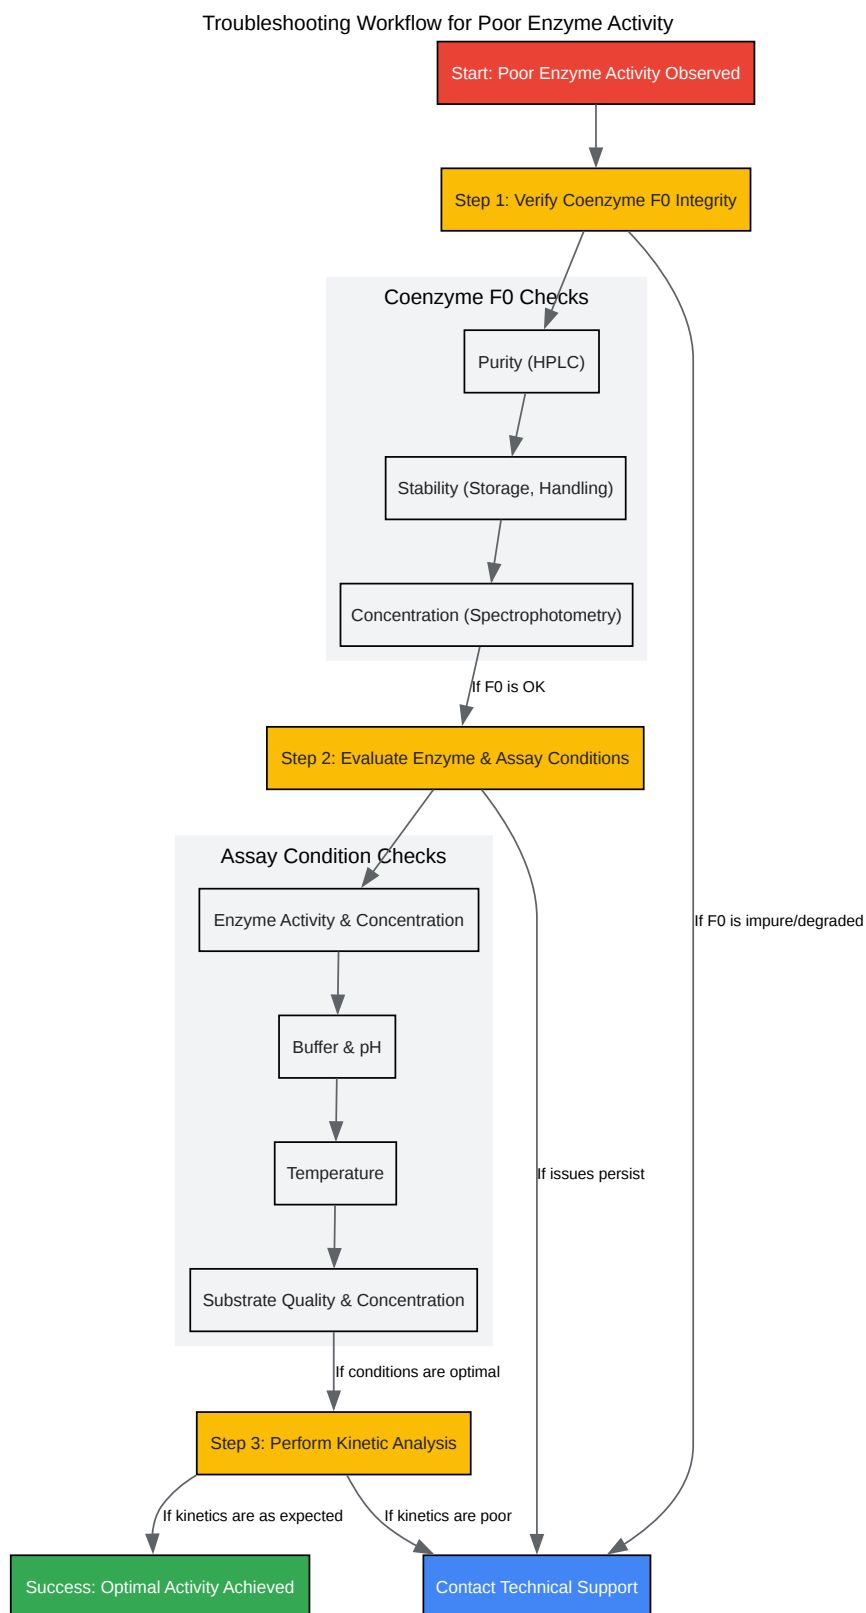 Troubleshooting Workflow for Poor Enzyme Activity
Start: Poor Enzyme Activity Observed
Step 1: Verify Coenzyme F0 Integrity
Coenzyme F0 Checks
Purity (HPLC)
Stability (Storage, Handling)
Concentration (Spectrophotometry)
If F0 is OK
Step 2: Evaluate Enzyme & Assay Conditions
Assay Condition Checks
Enzyme Activity & Concentration
If F0 is impure/degraded
Buffer & pH
Temperature
If issues persist
Substrate Quality & Concentration
If conditions are optimal
Step 3: Perform Kinetic Analysis
If kinetics are as expected
If kinetics are poor
Success: Optimal Activity Achieved
Contact Technical Support